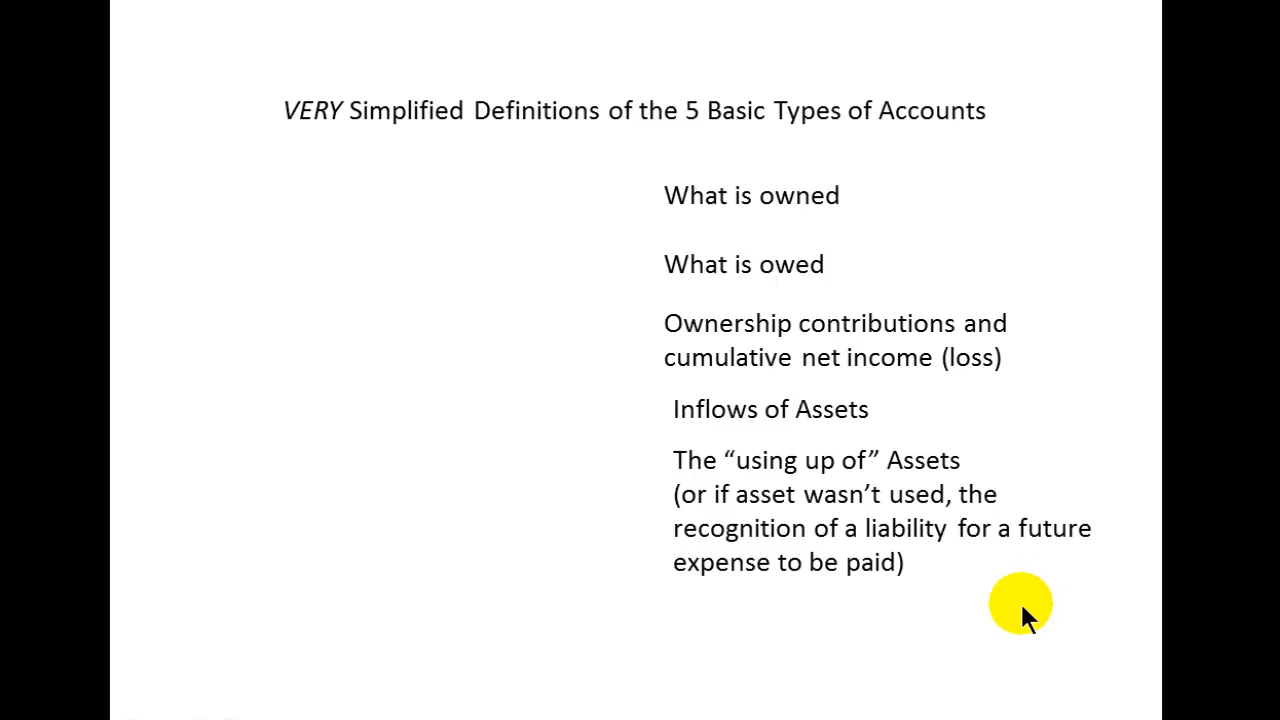 VERY Simplified Definitions of the 5 Basic Types of Accounts
What is owned
What is owed
Ownership contributions and
cumulative net income (loss)
Inflows of Assets
The “using up of” Assets
(or if asset wasn’t used, the
recognition of a liability for a future
expense to be paid)